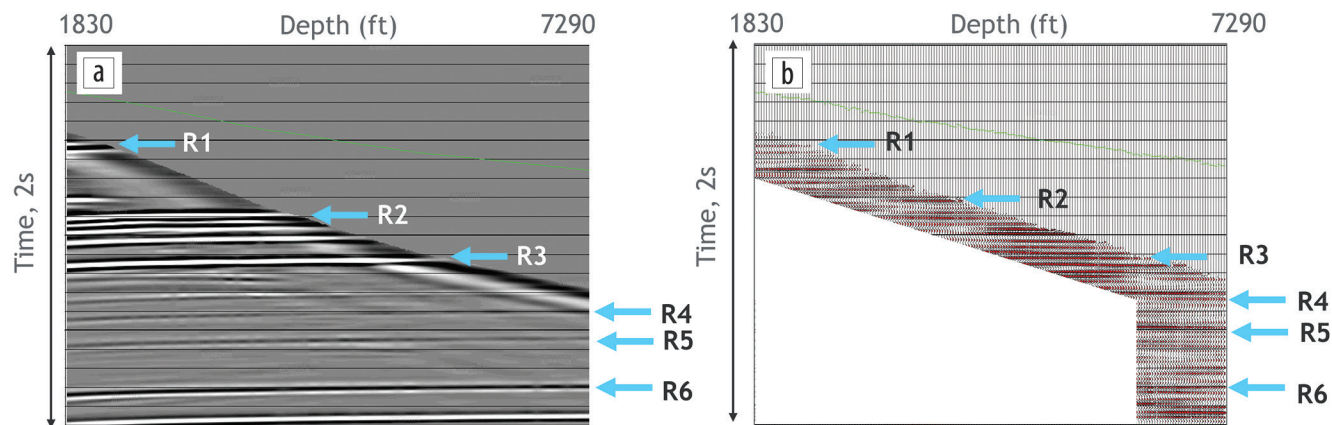 1830 Depth (ft) 7290
a
R1
R2
R3
R4
R5
R6
Time, 2s
1830 Depth (ft) 7290
b
R1
R2
R3
R4
R5
R6
Time, 2s